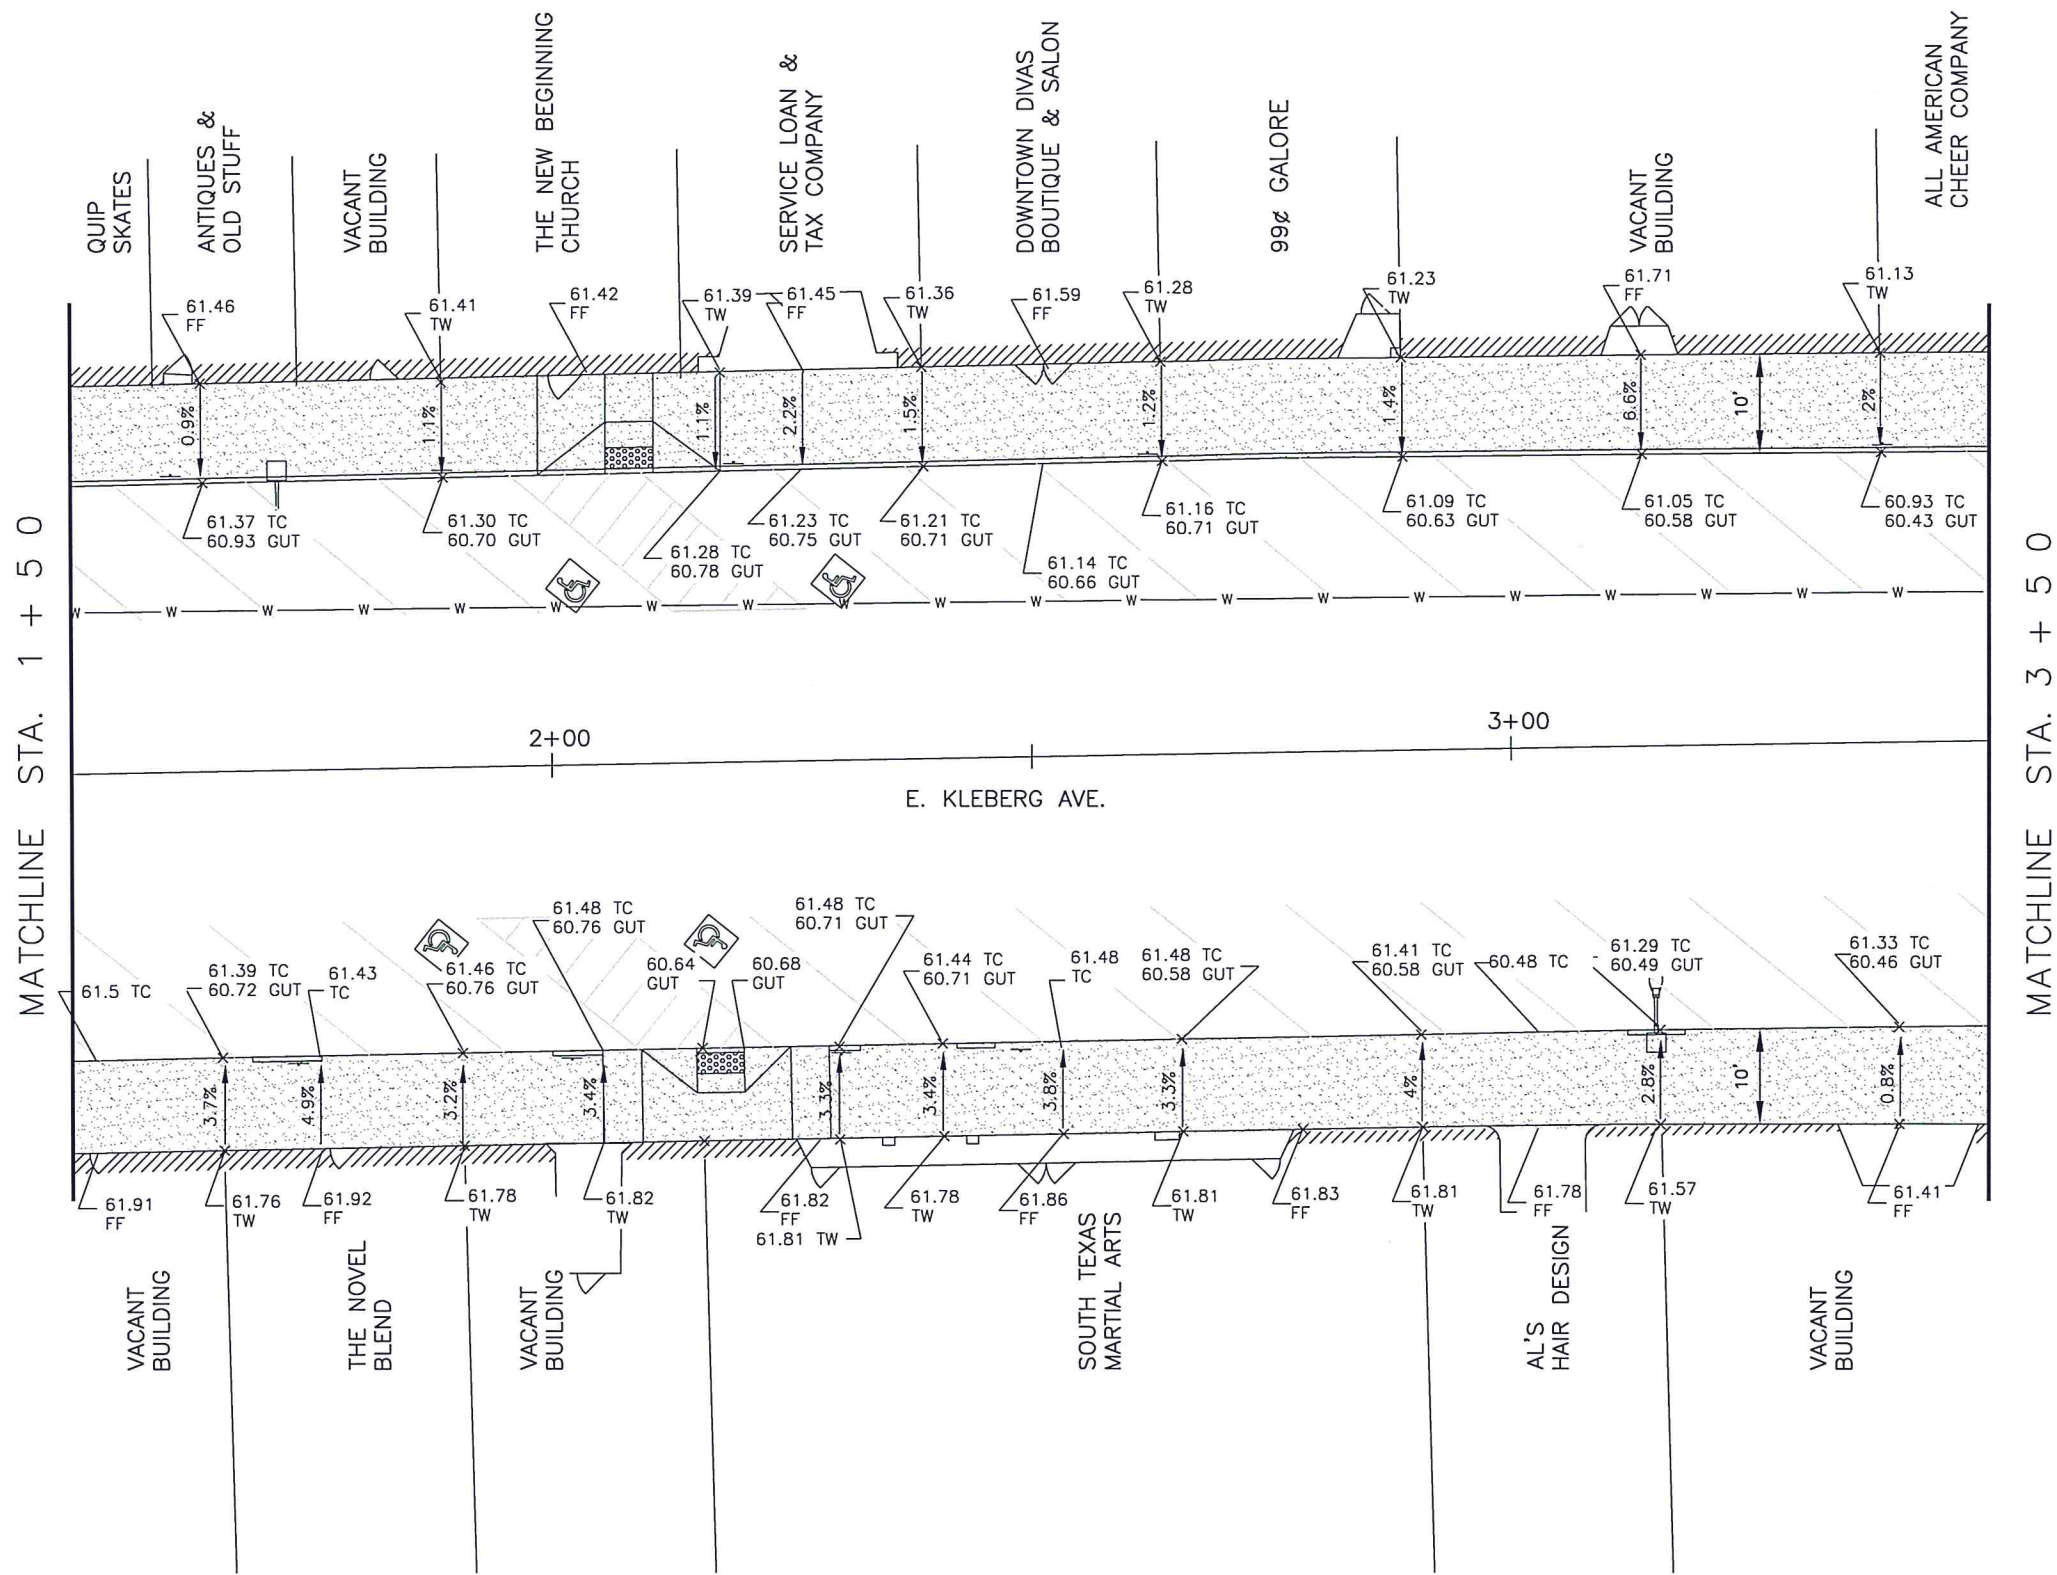 QUIP
SKATES
ANTIQUES &
OLD STUFF
VACANT
BUILDING
THE NEW BEGINNING
CHURCH
SERVICE LOAN &
TAX COMPANY
DOWNTOWN DIVAS
BOUTIQUE & SALON
99¢ GALORE
VACANT
BUILDING
ALL AMERICAN
CHEER COMPANY
61.46
FF
61.41
TW
61.42
FF
61.39
TW
61.45
FF
61.36
TW
61.59
FF
61.28
TW
61.23
TW
61.71
FF
61.13
TW
0.9%
1.1%
1.1%
2.2%
1.5%
1.2%
1.4%
6.6%
10'
2%
61.37 TC
60.93 GUT
61.30 TC
60.70 GUT
61.28 TC
60.78 GUT
61.23 TC
60.75 GUT
61.21 TC
60.71 GUT
61.14 TC
60.66 GUT
61.16 TC
60.71 GUT
61.09 TC
60.63 GUT
61.05 TC
60.58 GUT
60.93 TC
60.43 GUT
W W W W W W W W W W W W W W W W W W W W
MATCHLINE STA. 1 + 5 0
MATCHLINE STA. 3 + 5 0
2+00
3+00
E. KLEBERG AVE.
61.5 TC
61.39 TC
60.72 GUT
61.43
TC
61.46 TC
60.76 GUT
61.48 TC
60.76 GUT
60.64
GUT
60.68
GUT
61.48 TC
60.71 GUT
61.44 TC
60.71 GUT
61.48
TC
61.48 TC
60.58 GUT
61.41 TC
60.58 GUT
60.48 TC
61.29 TC
60.49 GUT
61.33 TC
60.46 GUT
3.7%
4.9%
3.2%
3.4%
3.3%
3.4%
3.8%
3.3%
4%
2.8%
10'
0.8%
61.91
FF
61.76
TW
61.92
FF
61.78
TW
61.82
TW
61.82
FF
61.81 TW
61.78
TW
61.86
FF
61.81
TW
61.83
FF
61.81
TW
61.78
FF
61.57
TW
61.41
FF
VACANT
BUILDING
THE NOVEL
BLEND
VACANT
BUILDING
SOUTH TEXAS
MARTIAL ARTS
AL'S
HAIR DESIGN
VACANT
BUILDING